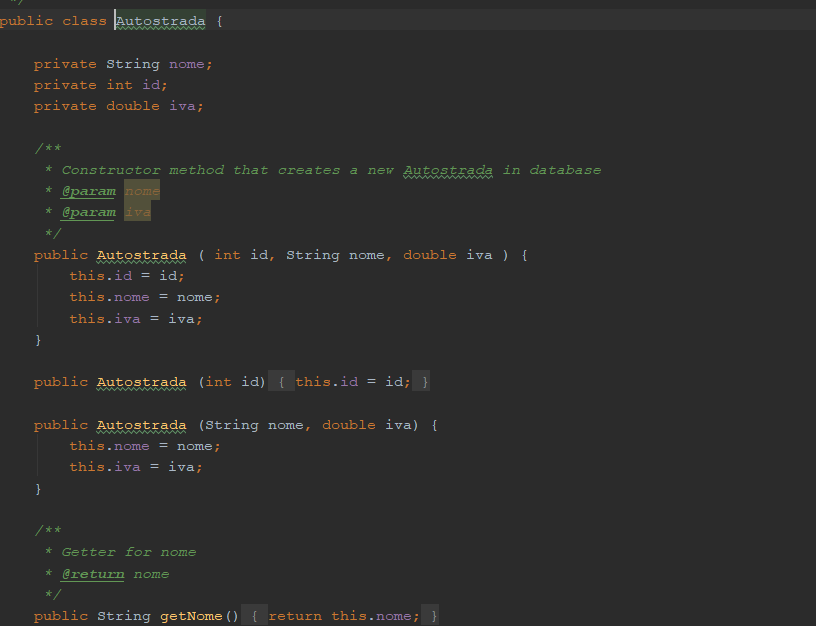 */
public class Autostrada {
private String nome;
private int id;
private double iva;
/**
* Constructor method that creates a new Autostrada in database
* @param nome
* @param iva
*/
public Autostrada ( int id, String nome, double iva ) {
this.id = id;
this.nome = nome;
this.iva = iva;
}
public Autostrada (int id) { this.id = id; }
public Autostrada (String nome, double iva) {
this.nome = nome;
this.iva = iva;
}
/**
* Getter for nome
* @return nome
*/
public String getNome() { return this.nome; }